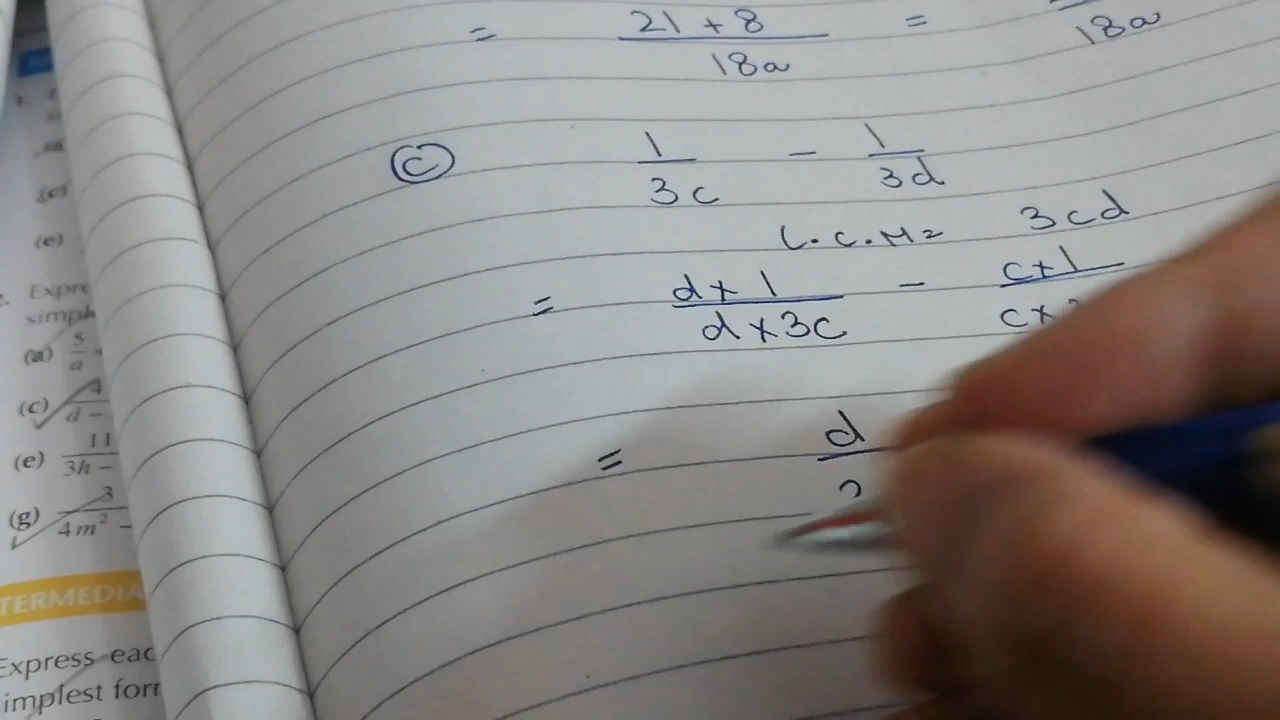 = 21 + 8 / 18a = 18a
(c) 1/3c - 1/3d
L.C.M = 3cd
= d × 1 / d × 3c - c × 1 / c ×
= d
(e)
Expre
simpl
(a) 5/a
(c) 4/d −
(e) 11/3h −
(g) 3/4m² −
TERMEDIA
Express eac
implest for